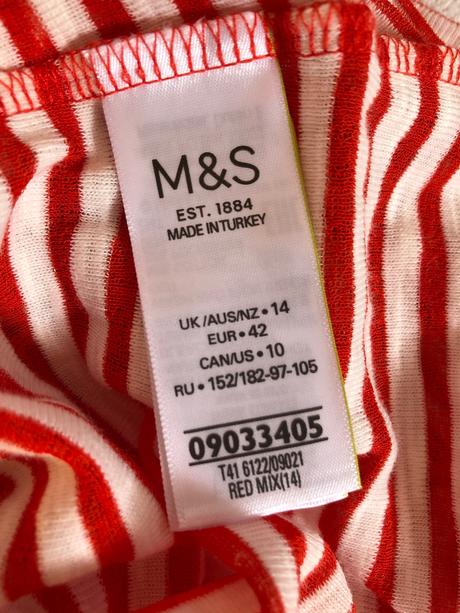 M&S
EST. 1884
MADE IN TURKEY
UK/AUS/NZ • 14
EUR • 42
CAN/US • 10
RU • 152/182-97-105
09033405
T41 6122/09021
RED MIX(14)